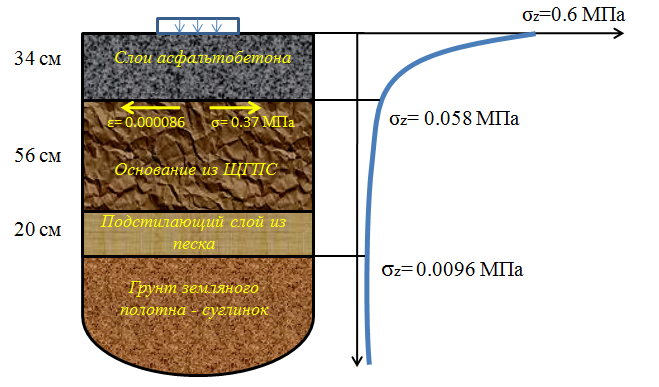 σz=0.6 МПа
34 см
Слои асфальтобетона
σz= 0.058 МПа
ε= 0.000086
σ= 0.37 МПа
56 см
Основание из ЩГПС
20 см
Подстилающий слой из
песка
σz= 0.0096 МПа
Грунт земляного
полотна - суглинок